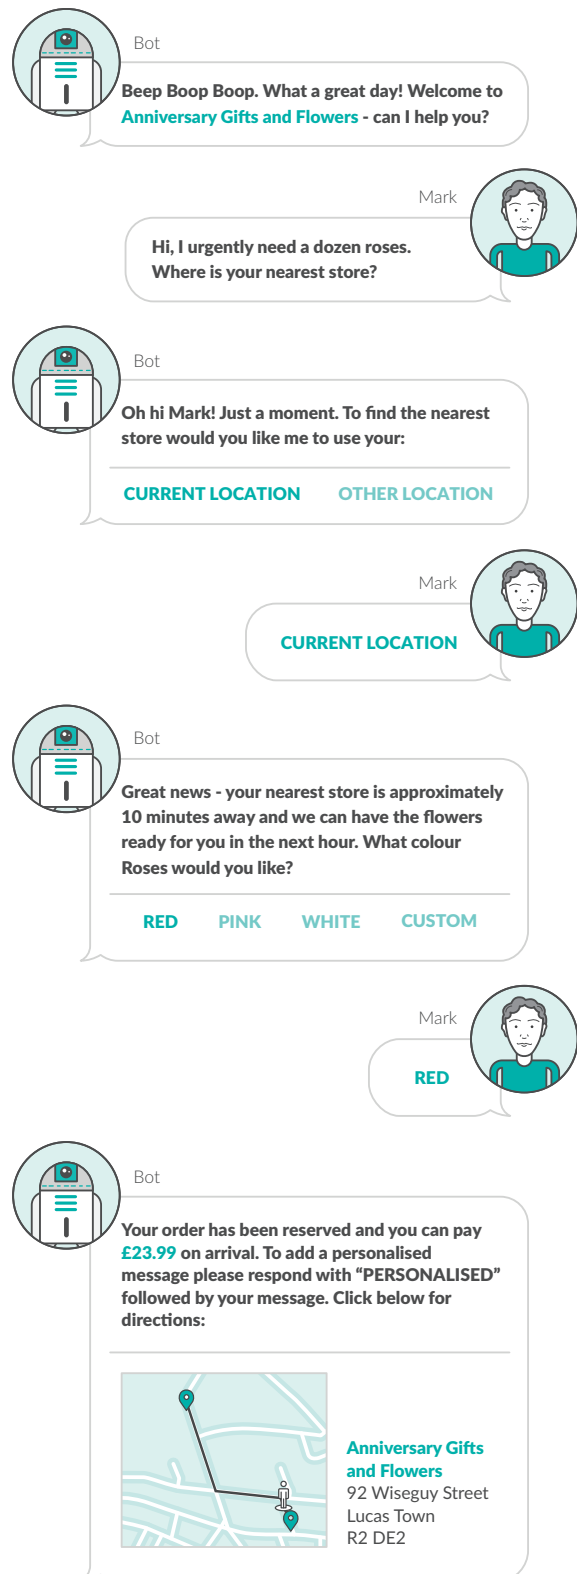 Bot
Beep Boop Boop. What a great day! Welcome to
Anniversary Gifts and Flowers - can I help you?
Mark
Hi, I urgently need a dozen roses.
Where is your nearest store?
Bot
Oh hi Mark! Just a moment. To find the nearest
store would you like me to use your:
CURRENT LOCATION OTHER LOCATION
Mark
CURRENT LOCATION
Bot
Great news - your nearest store is approximately
10 minutes away and we can have the flowers
ready for you in the next hour. What colour
Roses would you like?
RED PINK WHITE CUSTOM
Mark
RED
Bot
Your order has been reserved and you can pay
£23.99 on arrival. To add a personalised
message please respond with “PERSONALISED”
followed by your message. Click below for
directions:
Anniversary Gifts
and Flowers
92 Wiseguy Street
Lucas Town
R2 DE2